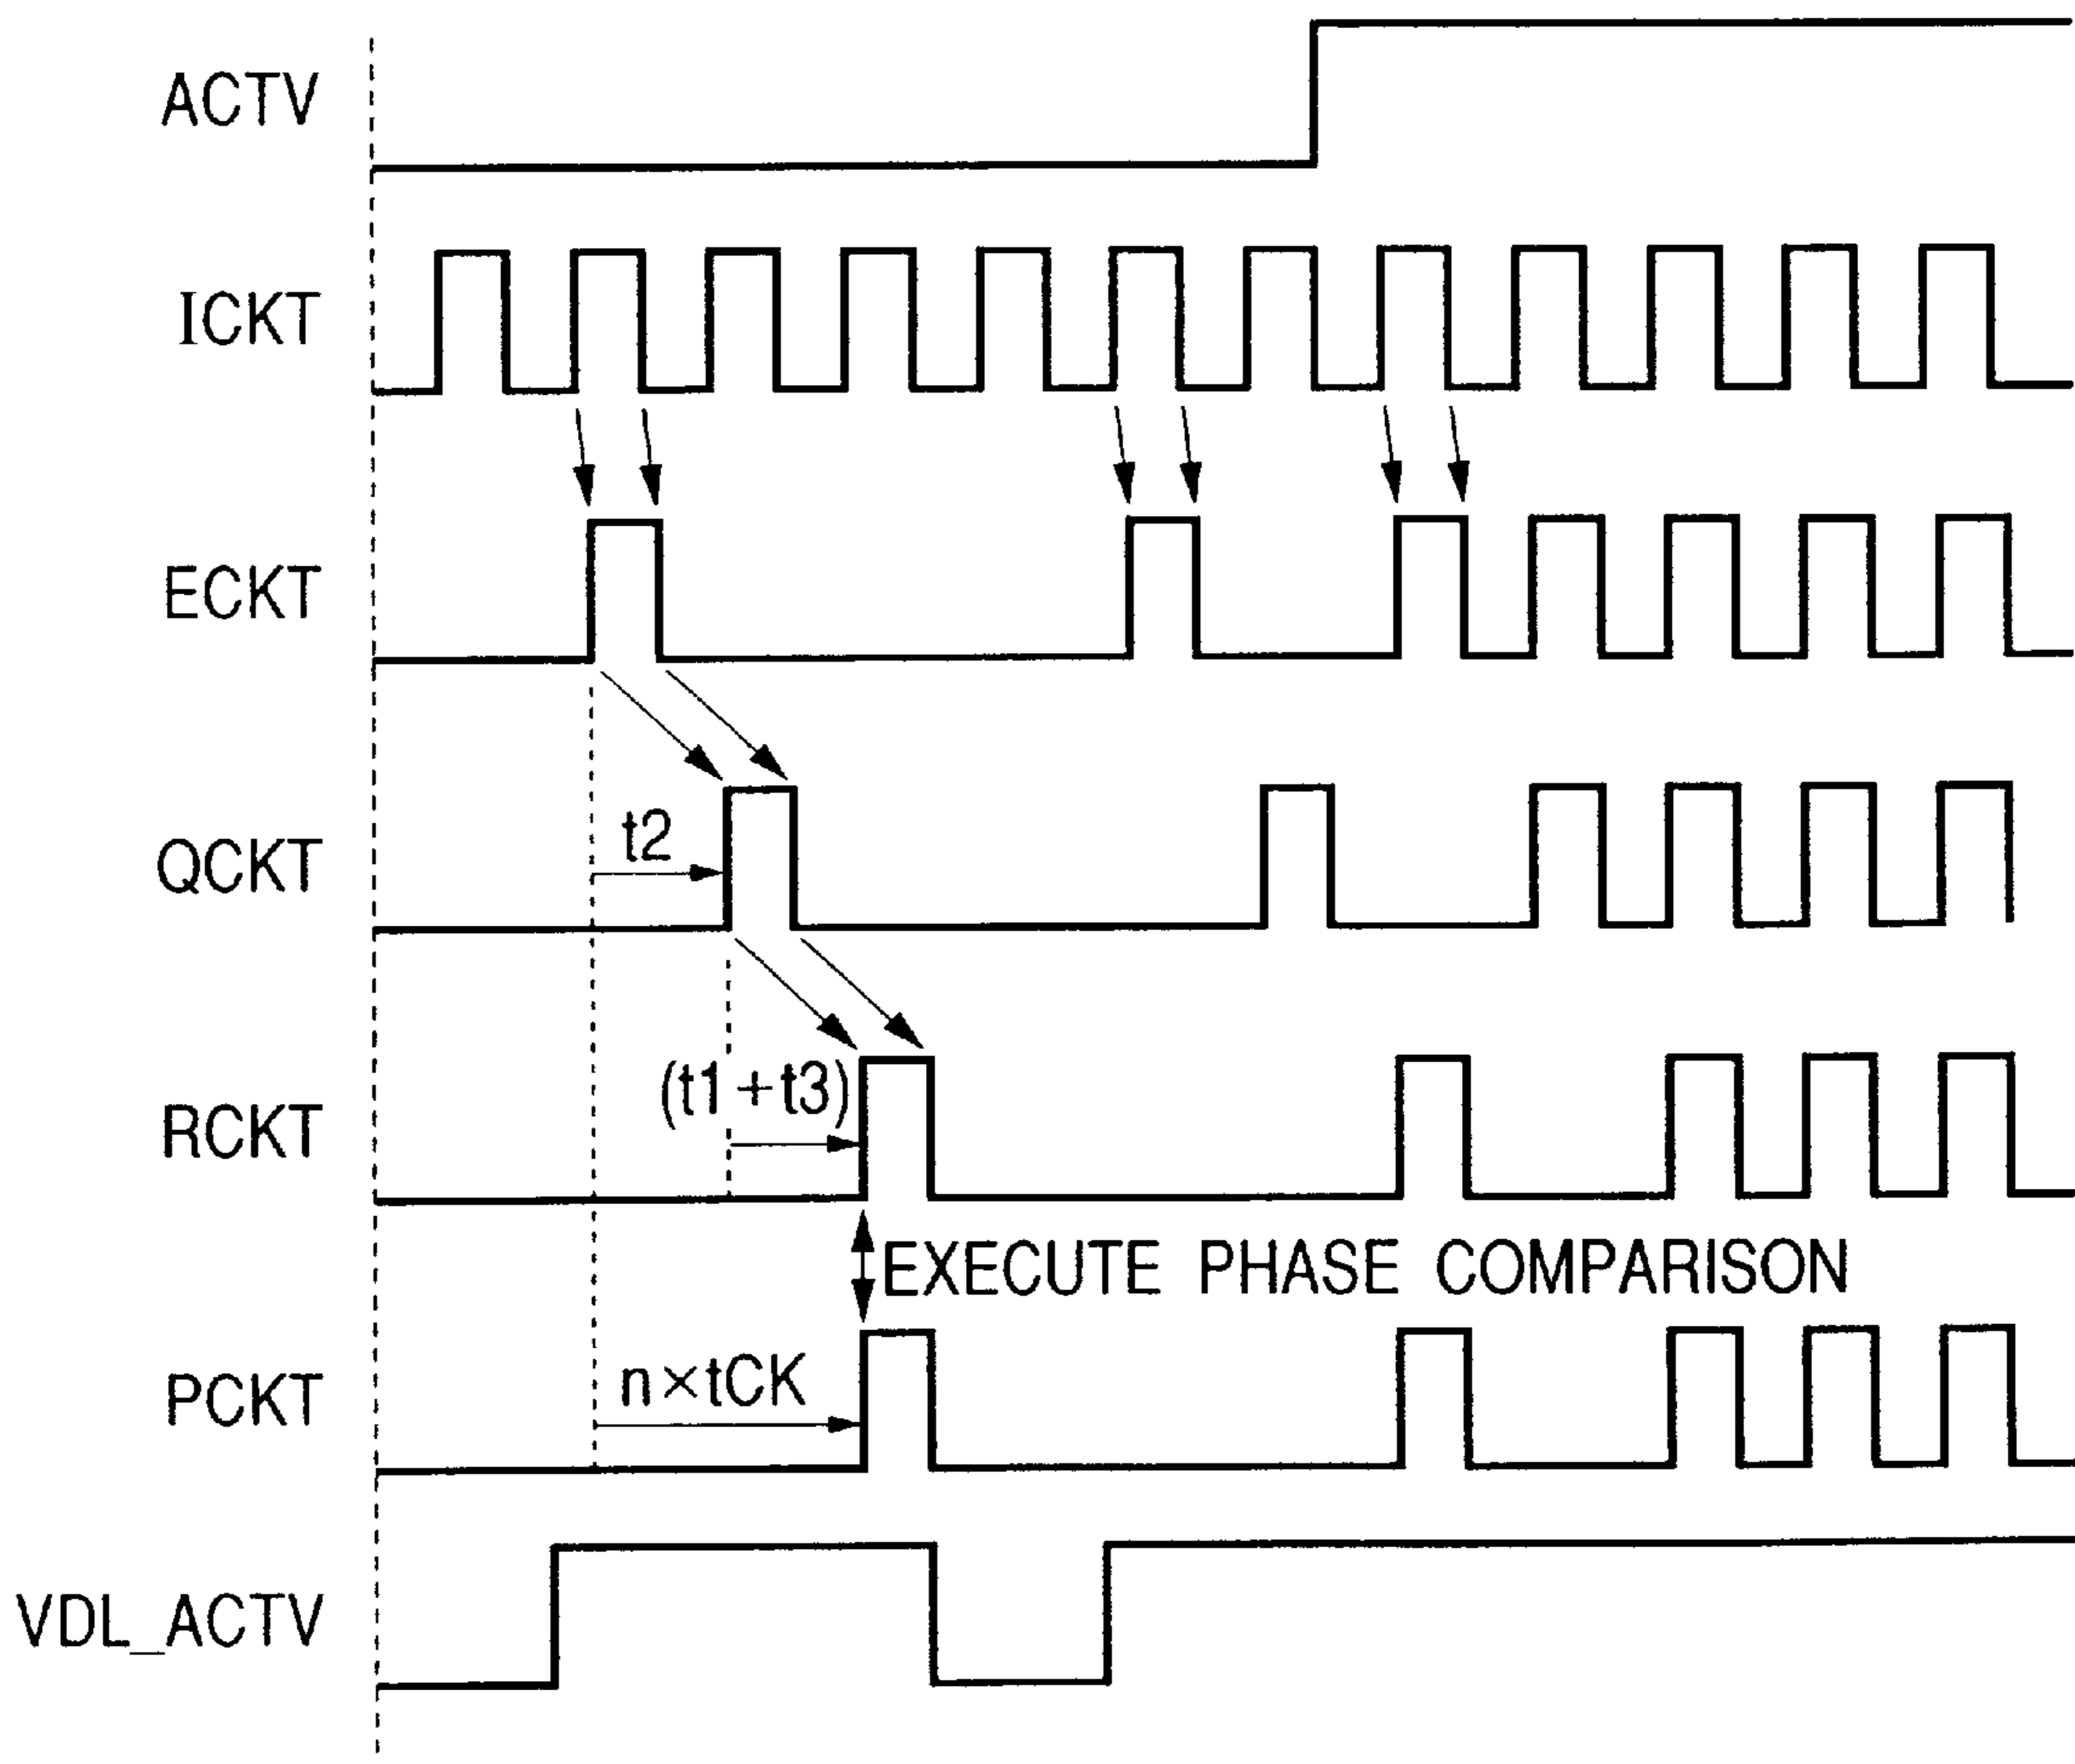 ACTV
ICKT
ECKT
QCKT
t2
RCKT
(t1+t3)
EXECUTE PHASE COMPARISON
PCKT
n×tCK
VDL_ACTV